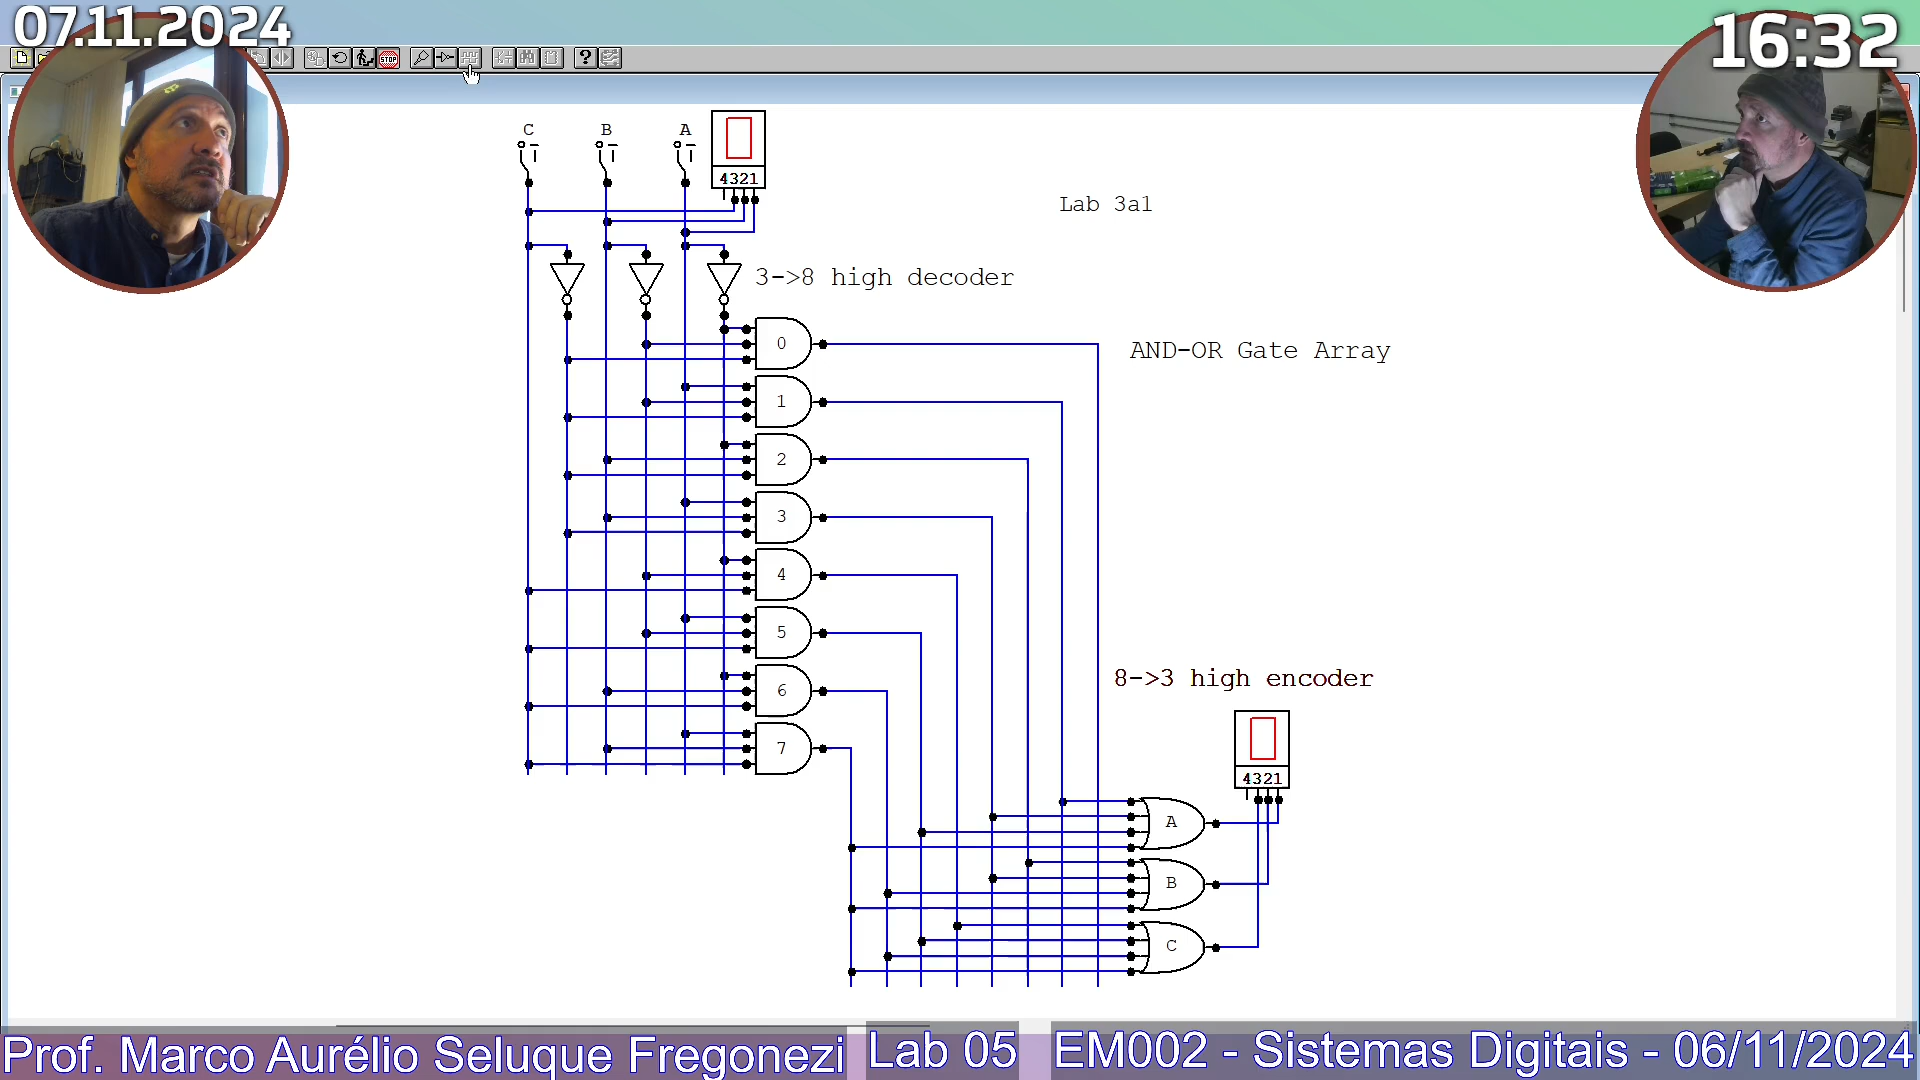 07.11.2024
16:32
STOP
?
C B A
4321
Lab 3a1
3->8 high decoder
0
AND-OR Gate Array
1
2
3
4
5
6
8->3 high encoder
7
4321
A
B
C
Prof. Marco Aurélio Seluque Fregonezi
Lab 05
EM002 - Sistemas Digitais - 06/11/2024